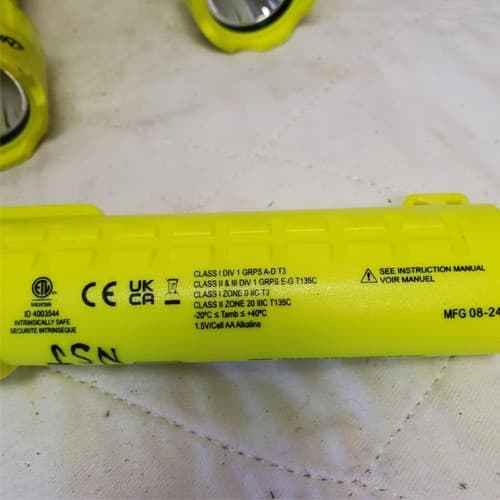 ETL
Intertek
ID 4003544
INTRINSICALLY SAFE
SECURITE INTRINSEQUE
CE
UK
CA
CLASS I DIV 1 GRPS A-D T3
CLASS II & III DIV 1 GRPS E-G T135C
CLASS I ZONE 0 IIC T3
CLASS II ZONE 20 IIIC T135C
-20°C ≤ Tamb ≤ +40°C
1.5V/Cell AA Alkaline
SEE INSTRUCTION MANUAL
VOIR MANUEL
MFG 08-24